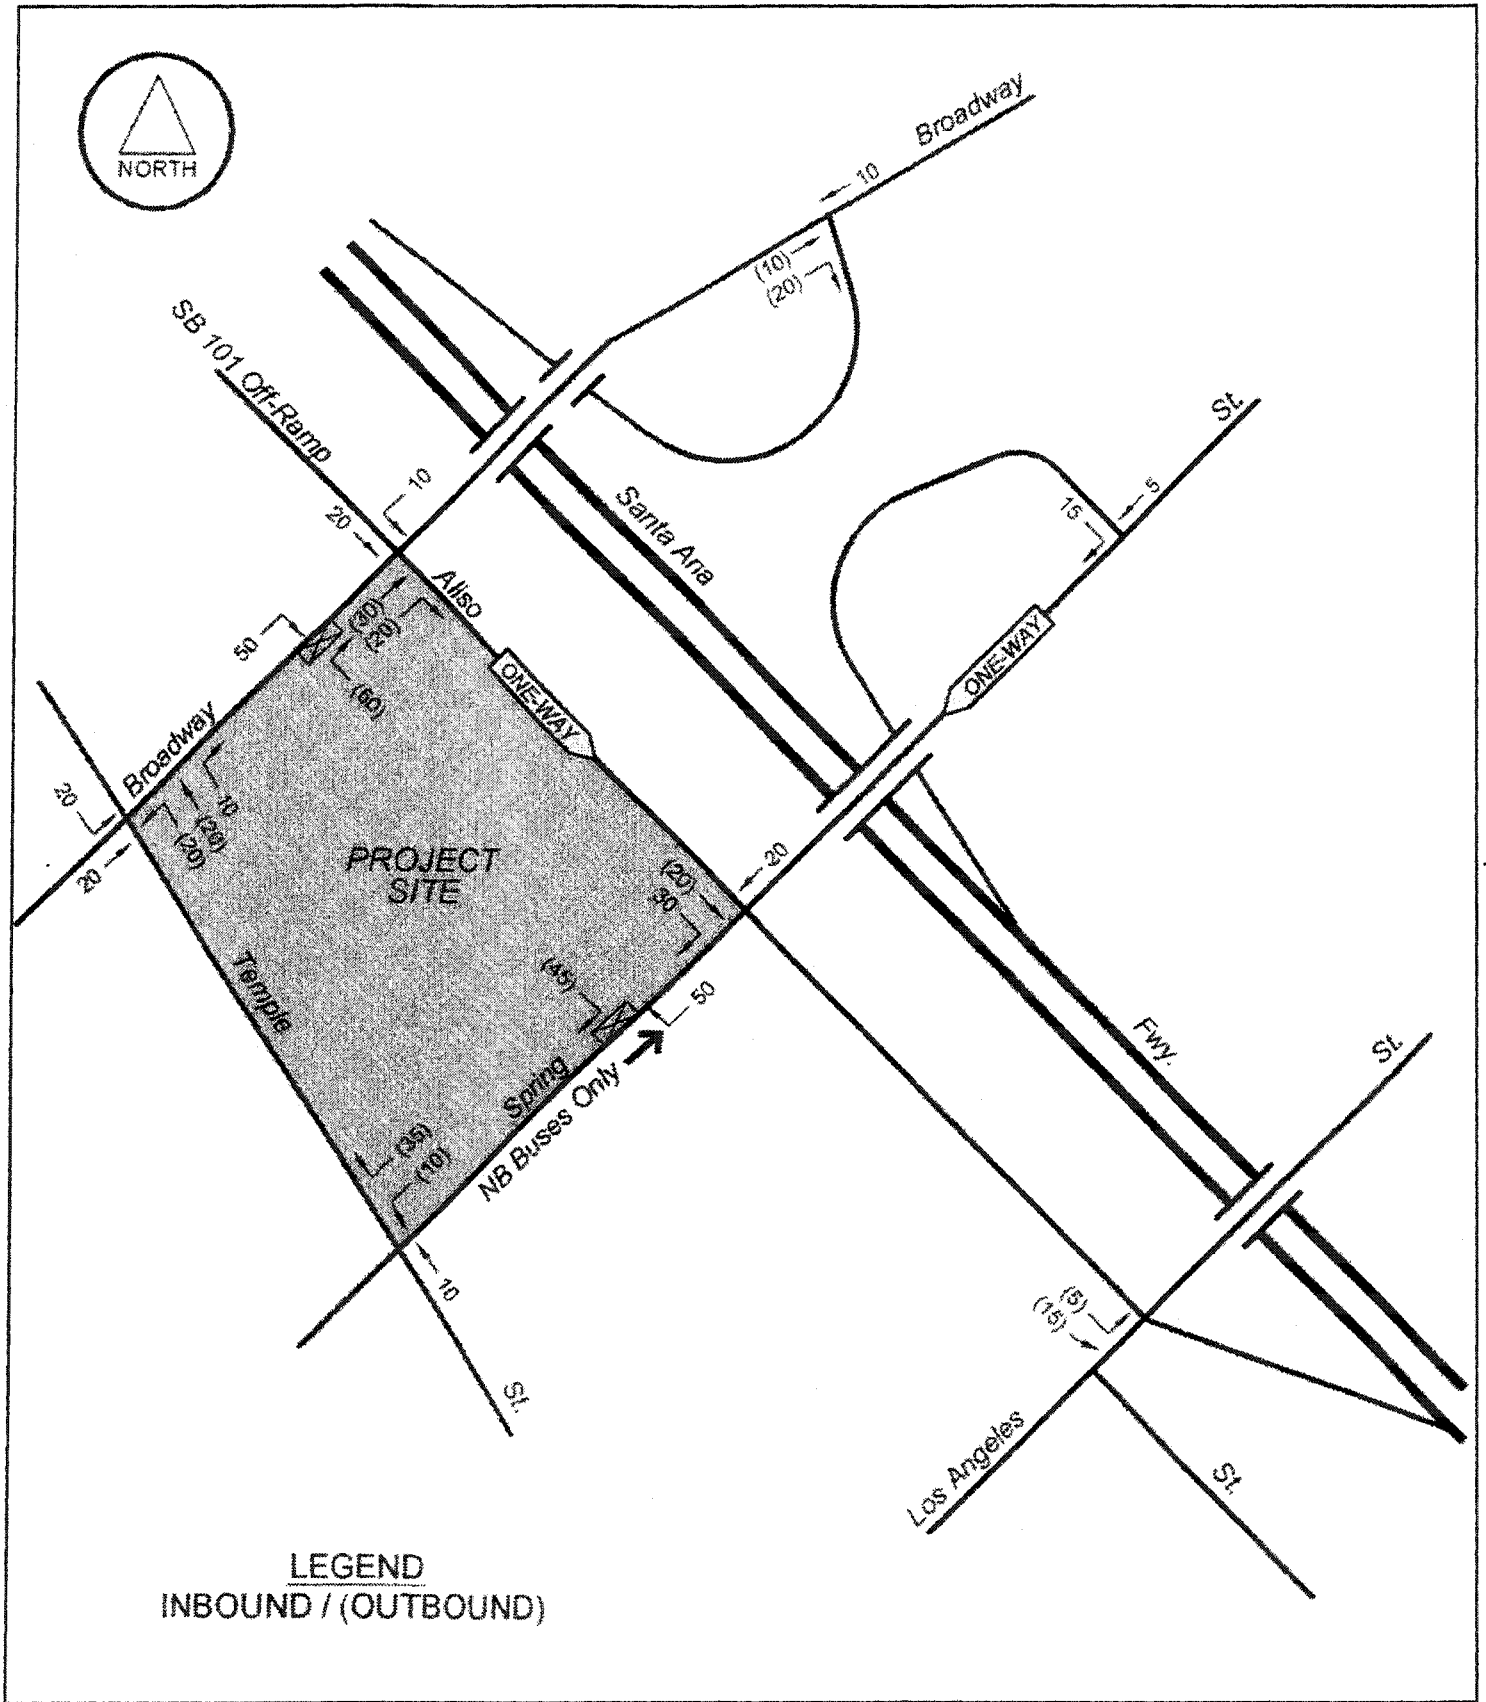 NORTH
Broadway
10
(10)
(20)
SB 101 Off-Ramp
St.
10
20
Santa Ana
5
15
Aliso
(20)
50
(60)
ONE-WAY
ONE-WAY
Broadway
20
10
(20)
(20)
20
PROJECT
SITE
20
(20)
30
Temple
(45)
50
Spring
NB Buses Only
Fwy.
St.
(35)
(10)
10
(5)
(15)
St.
Los Angeles
St.
LEGEND
INBOUND / (OUTBOUND)